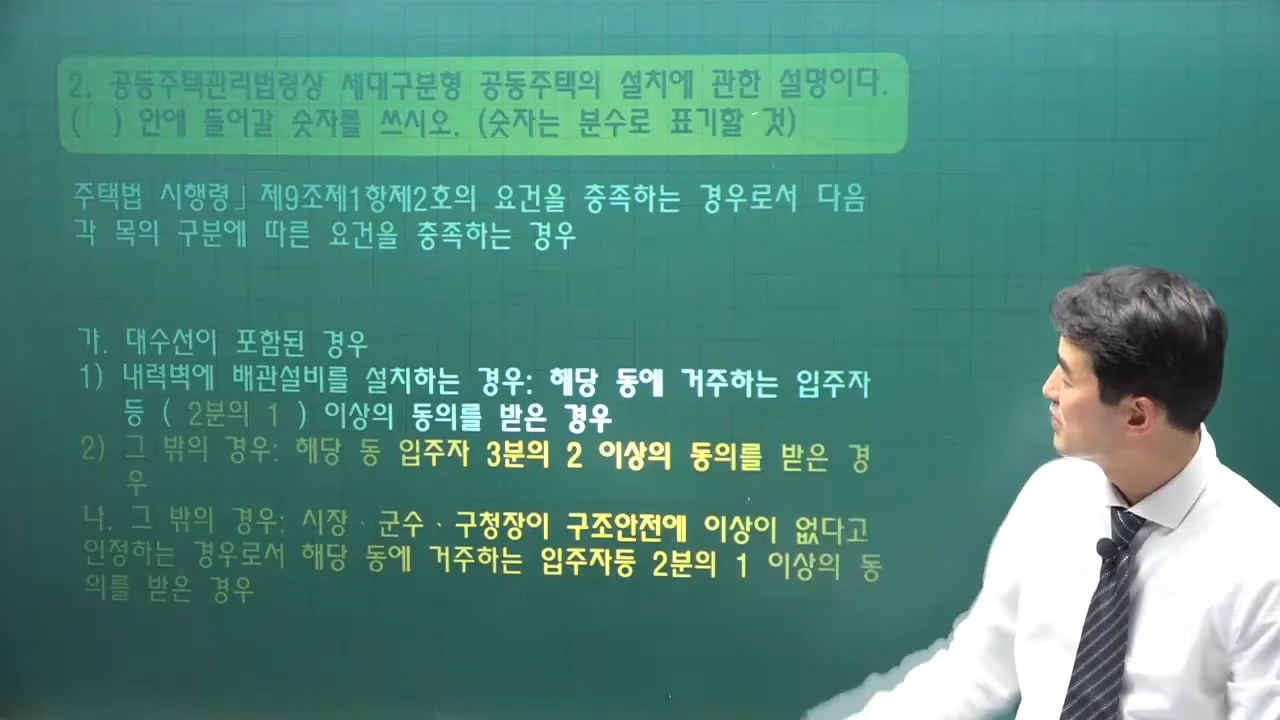 2. 공동주택관리법령상 세대구분형 공동주택의 설치에 관한 설명이다.
(  ) 안에 들어갈 숫자를 쓰시오. (숫자는 분수로 표기할 것)
주택법 시행령」 제9조제1항제2호의 요건을 충족하는 경우로서 다음
각 목의 구분에 따른 요건을 충족하는 경우
가. 대수선이 포함된 경우
1) 내력벽에 배관설비를 설치하는 경우: 해당 동에 거주하는 입주자
등 ( 2분의 1 ) 이상의 동의를 받은 경우
2) 그 밖의 경우: 해당 동 입주자 3분의 2 이상의 동의를 받은 경
우
나. 그 밖의 경우: 시장ㆍ군수ㆍ구청장이 구조안전에 이상이 없다고
인정하는 경우로서 해당 동에 거주하는 입주자등 2분의 1 이상의 동
의를 받은 경우